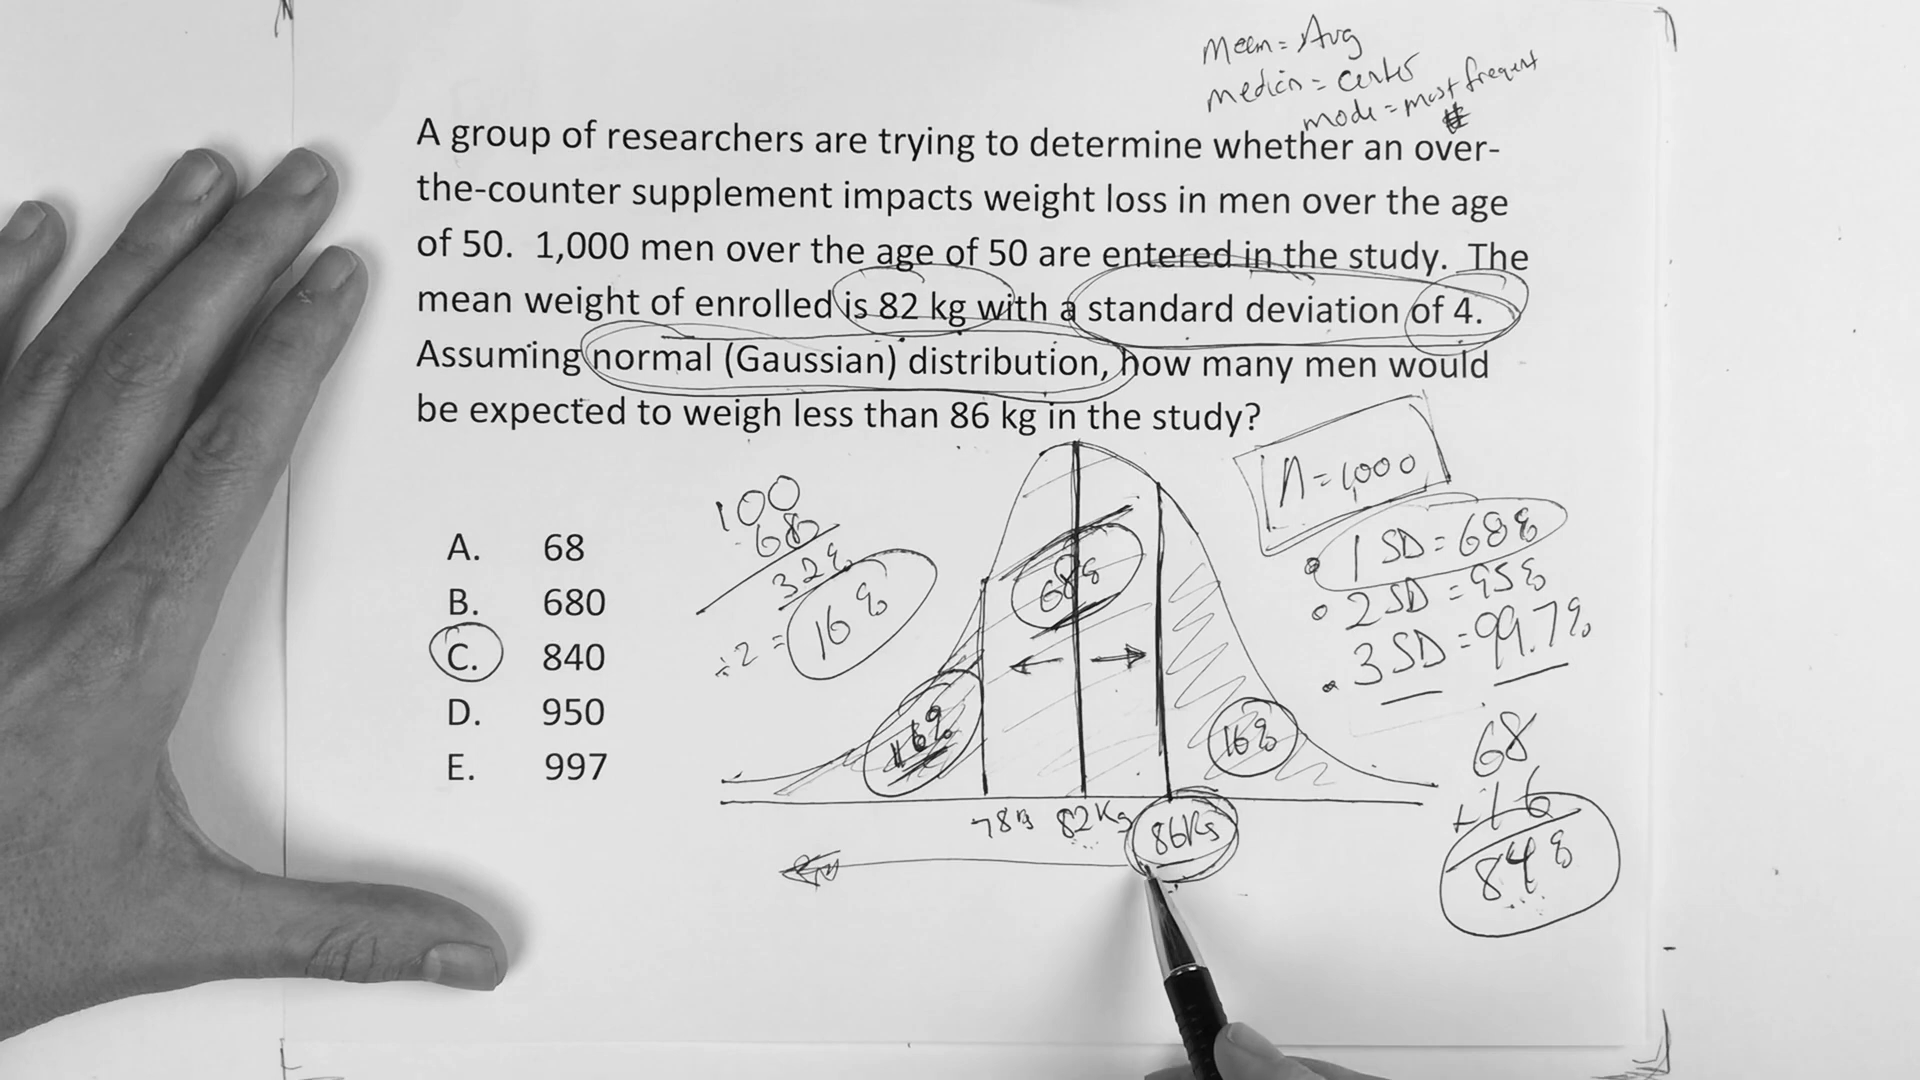 Mean = Avg
Median = Center
mode = most frequent
#
A group of researchers are trying to determine whether an over-
the-counter supplement impacts weight loss in men over the age
of 50. 1,000 men over the age of 50 are entered in the study. The
mean weight of enrolled is 82 kg with a standard deviation of 4.
Assuming normal (Gaussian) distribution, how many men would
be expected to weigh less than 86 kg in the study?
A. 68
B. 680
C. 840
D. 950
E. 997
100
- 68
32%
÷2 = 16%
68%
16%
16%
78 82Kg 86Kg
n = 1,000
1 SD = 68%
2 SD = 95%
3 SD = 99.7%
68
+16
84%